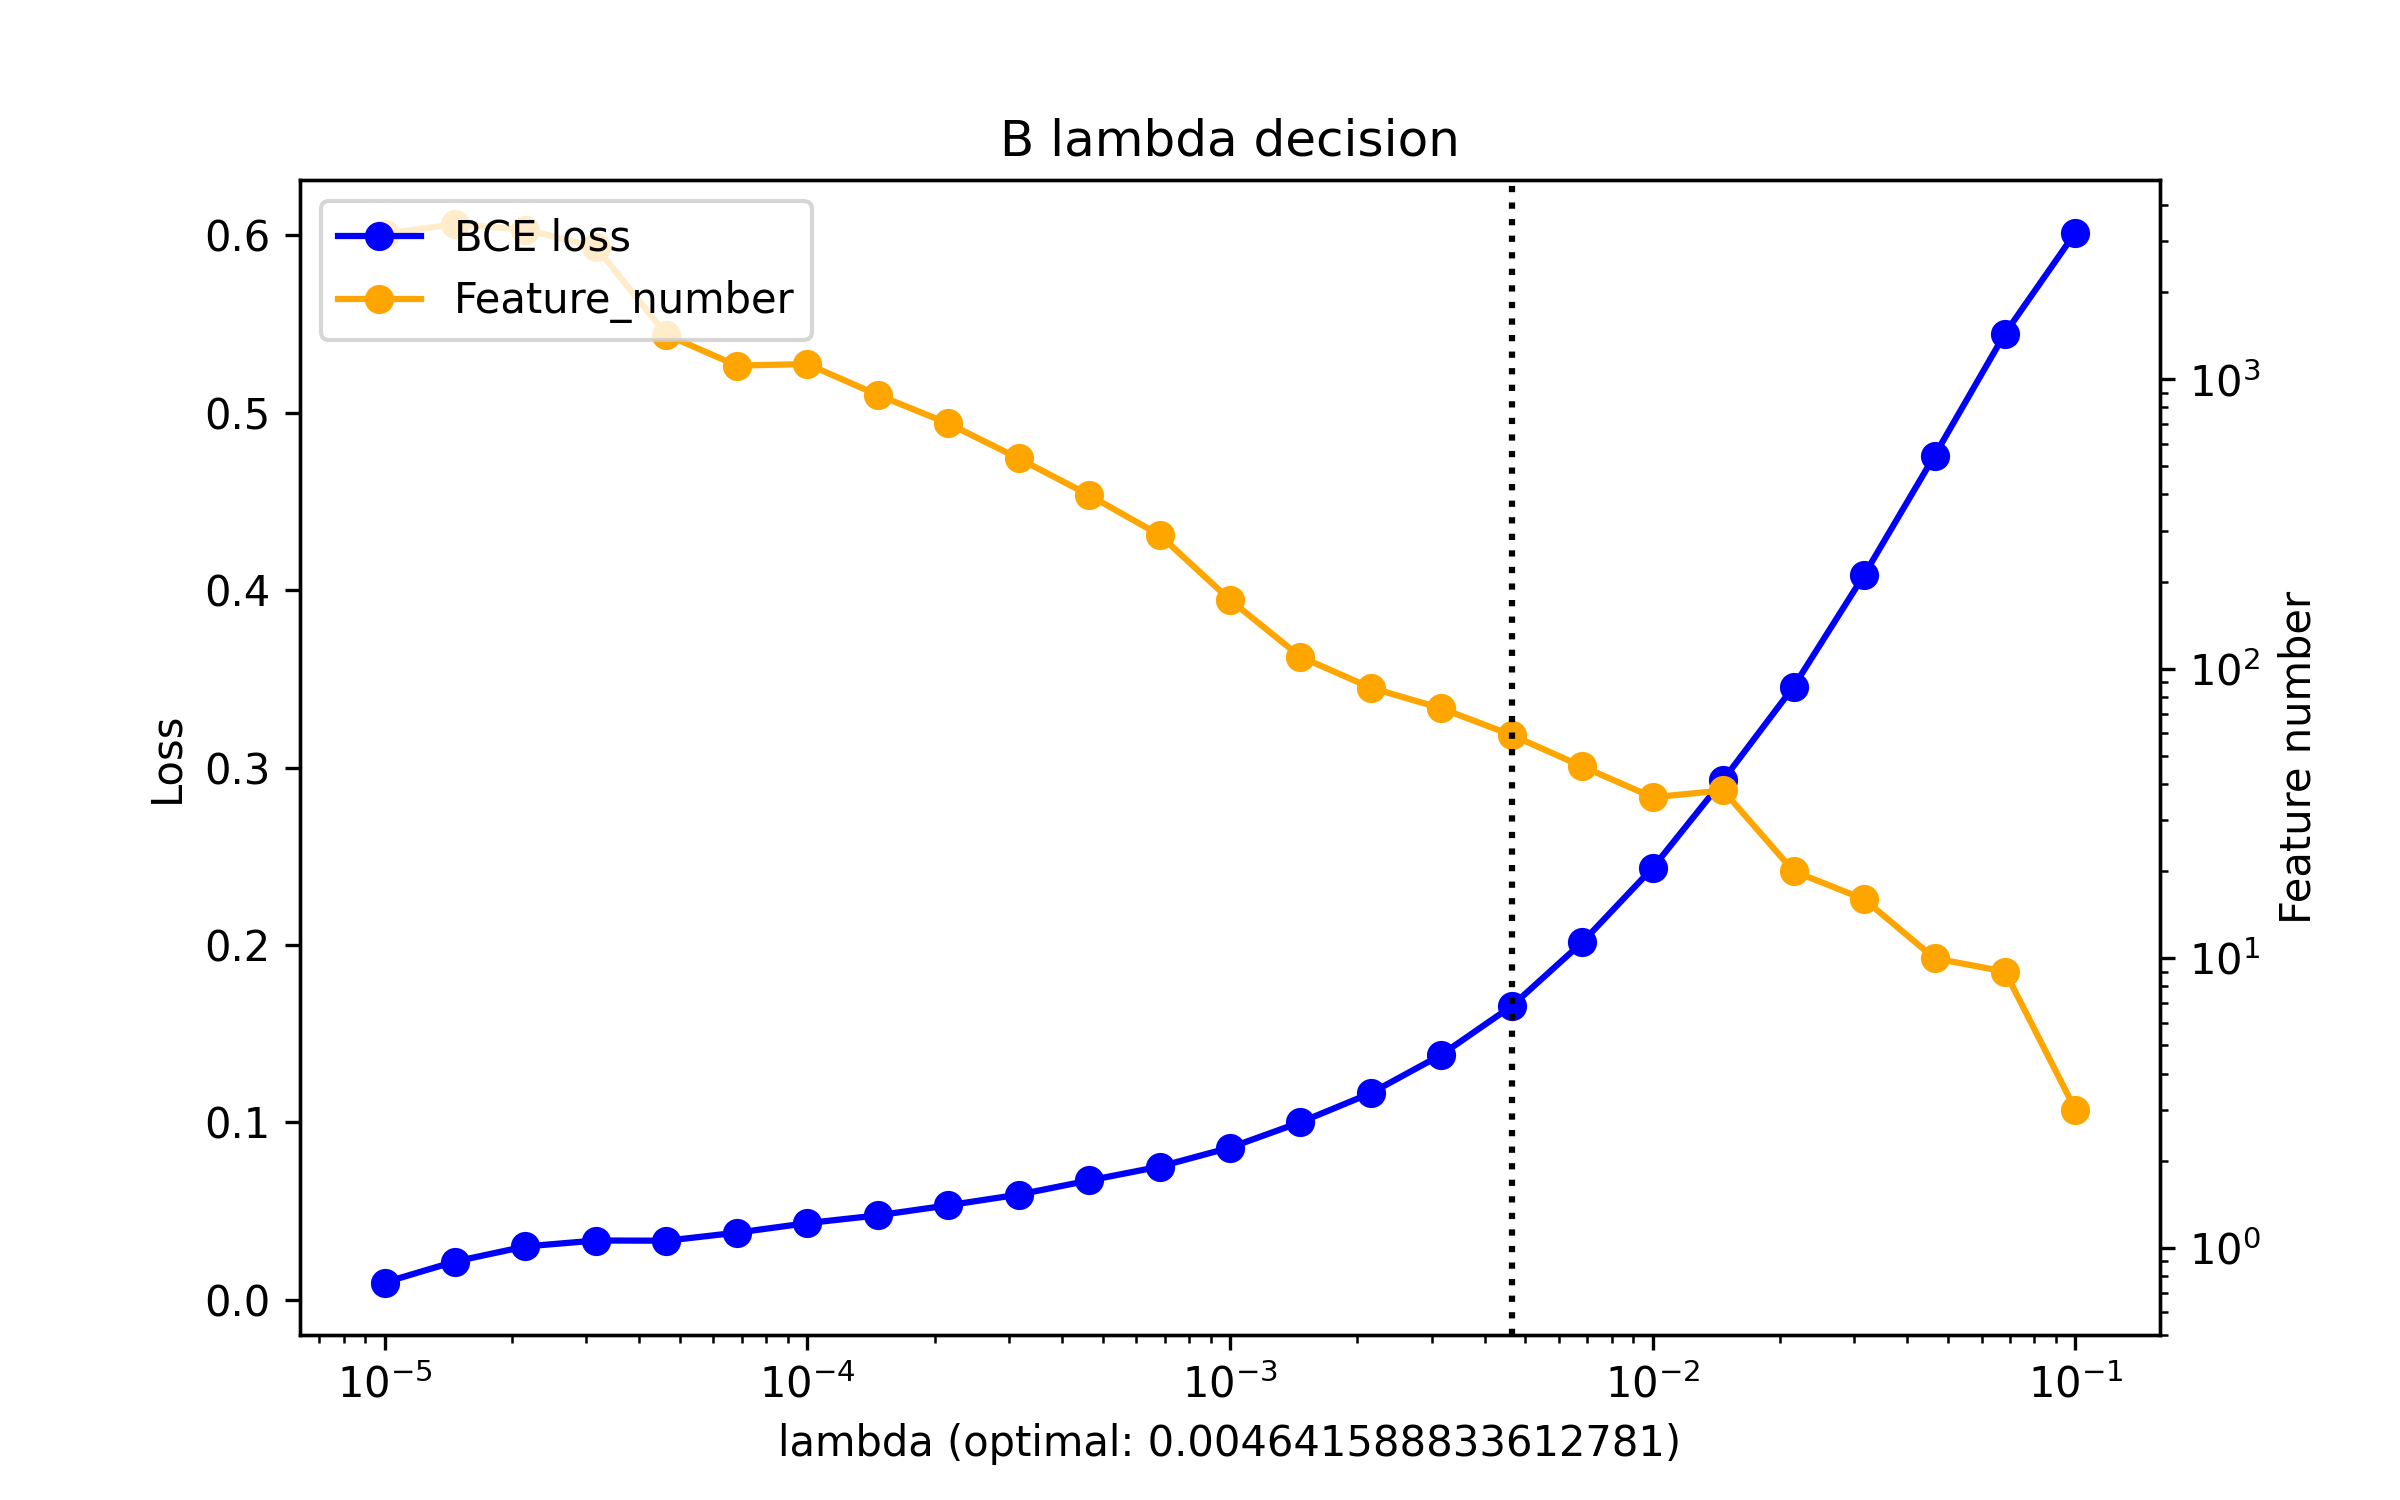 B lambda decision
BCE loss
Feature_number
0.6
0.5
0.4
0.3
0.2
0.1
0.0
Loss
10³
10²
10¹
10⁰
Feature number
10⁻⁵ 10⁻⁴ 10⁻³ 10⁻² 10⁻¹
lambda (optimal: 0.004641588833612781)